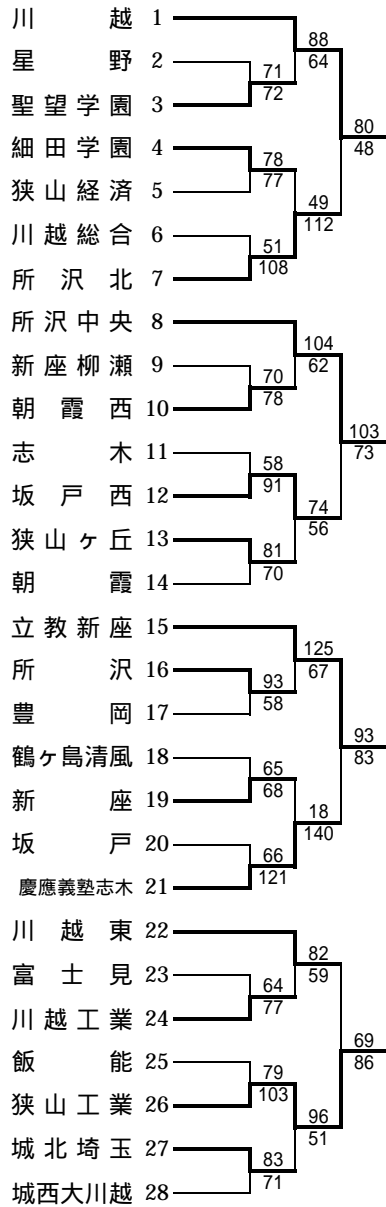 川越 1
88
64
星野 2
71
72
聖望学園 3
80
48
細田学園 4
78
77
狭山経済 5
49
112
川越総合 6
51
108
所沢北 7
所沢中央 8
104
62
新座柳瀬 9
70
78
朝霞西 10
103
73
志木 11
58
91
坂戸西 12
74
56
狭山ヶ丘 13
81
70
朝霞 14
立教新座 15
125
67
所沢 16
93
58
豊岡 17
93
83
鶴ヶ島清風 18
65
68
新座 19
18
140
坂戸 20
66
121
慶應義塾志木 21
川越東 22
82
59
富士見 23
64
77
川越工業 24
69
86
飯能 25
79
103
狭山工業 26
96
51
城北埼玉 27
83
71
城西大川越 28